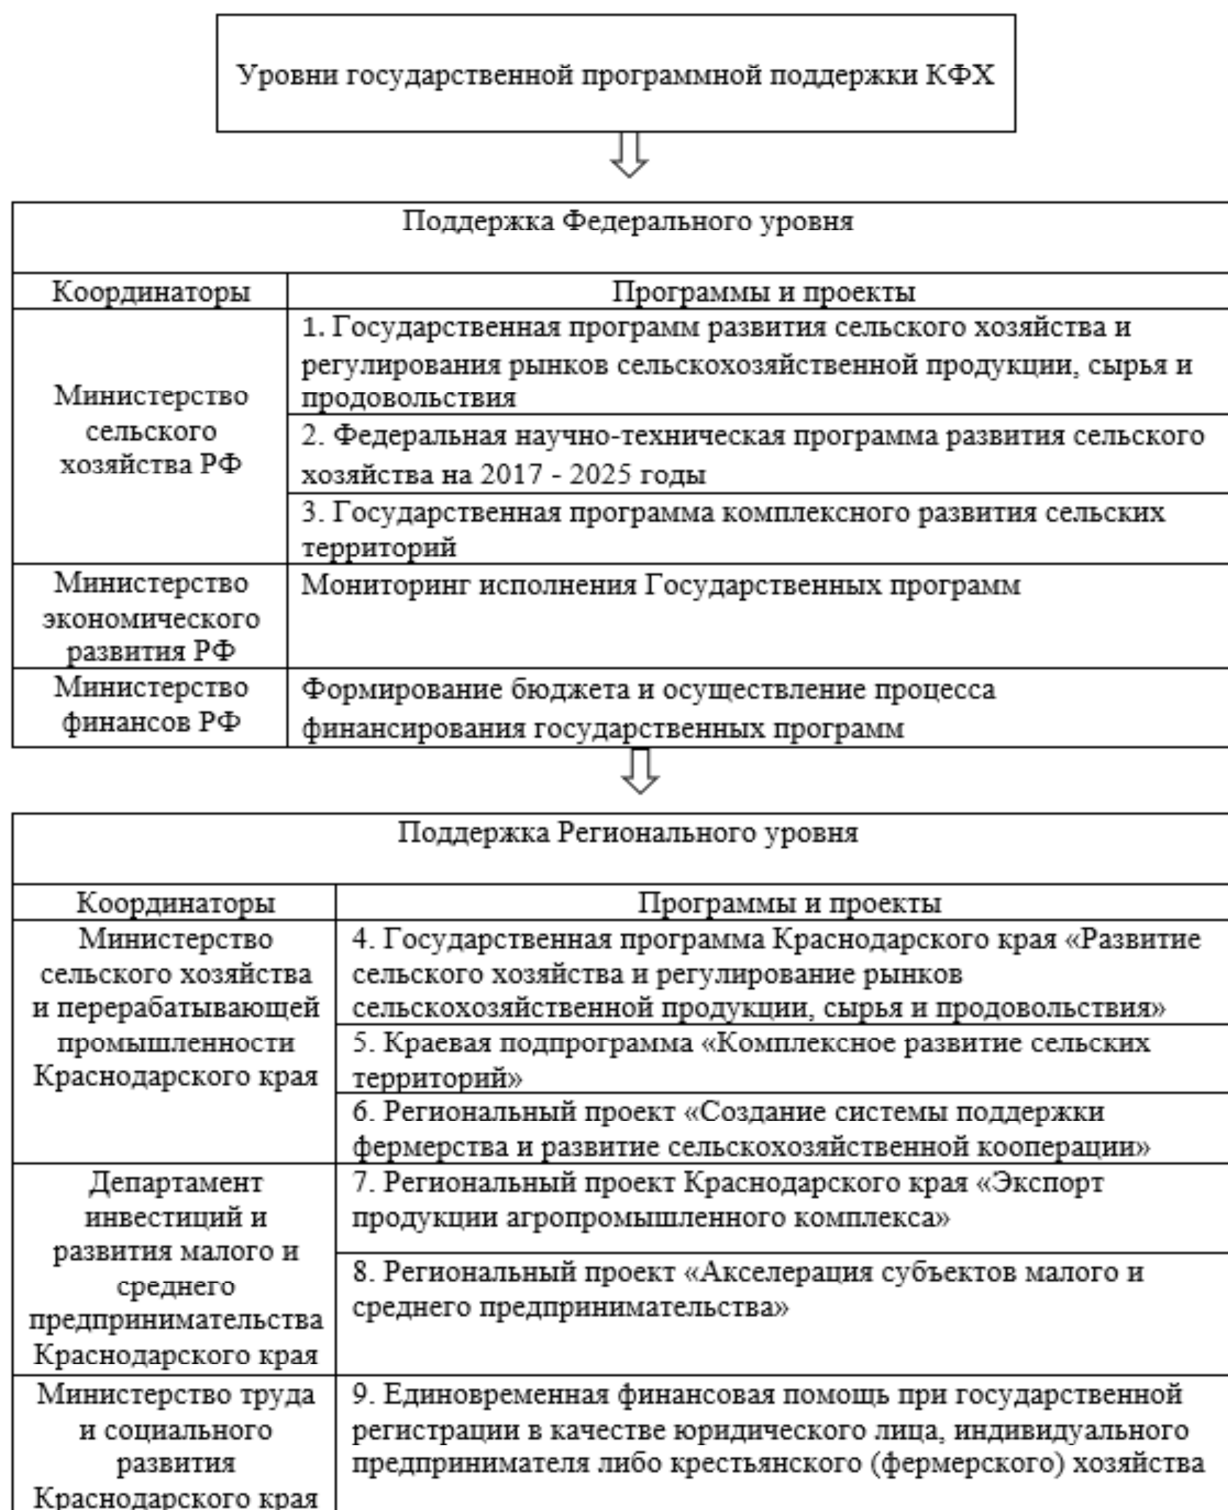 Уровни государственной программной поддержки КФХ
Поддержка Федерального уровня
Координаторы
Программы и проекты
Министерство
сельского
хозяйства РФ
1. Государственная программ развития сельского хозяйства и
регулирования рынков сельскохозяйственной продукции, сырья и
продовольствия
2. Федеральная научно-техническая программа развития сельского
хозяйства на 2017 - 2025 годы
3. Государственная программа комплексного развития сельских
территорий
Министерство
экономического
развития РФ
Мониторинг исполнения Государственных программ
Министерство
финансов РФ
Формирование бюджета и осуществление процесса
финансирования государственных программ
Поддержка Регионального уровня
Координаторы
Программы и проекты
Министерство
сельского хозяйства
и перерабатывающей
промышленности
Краснодарского края
4. Государственная программа Краснодарского края «Развитие
сельского хозяйства и регулирование рынков
сельскохозяйственной продукции, сырья и продовольствия»
5. Краевая подпрограмма «Комплексное развитие сельских
территорий»
6. Региональный проект «Создание системы поддержки
фермерства и развитие сельскохозяйственной кооперации»
Департамент
инвестиций и
развития малого и
среднего
предпринимательства
Краснодарского края
7. Региональный проект Краснодарского края «Экспорт
продукции агропромышленного комплекса»
8. Региональный проект «Акселерация субъектов малого и
среднего предпринимательства»
Министерство труда
и социального
развития
Краснодарского края
9. Единовременная финансовая помощь при государственной
регистрации в качестве юридического лица, индивидуального
предпринимателя либо крестьянского (фермерского) хозяйства